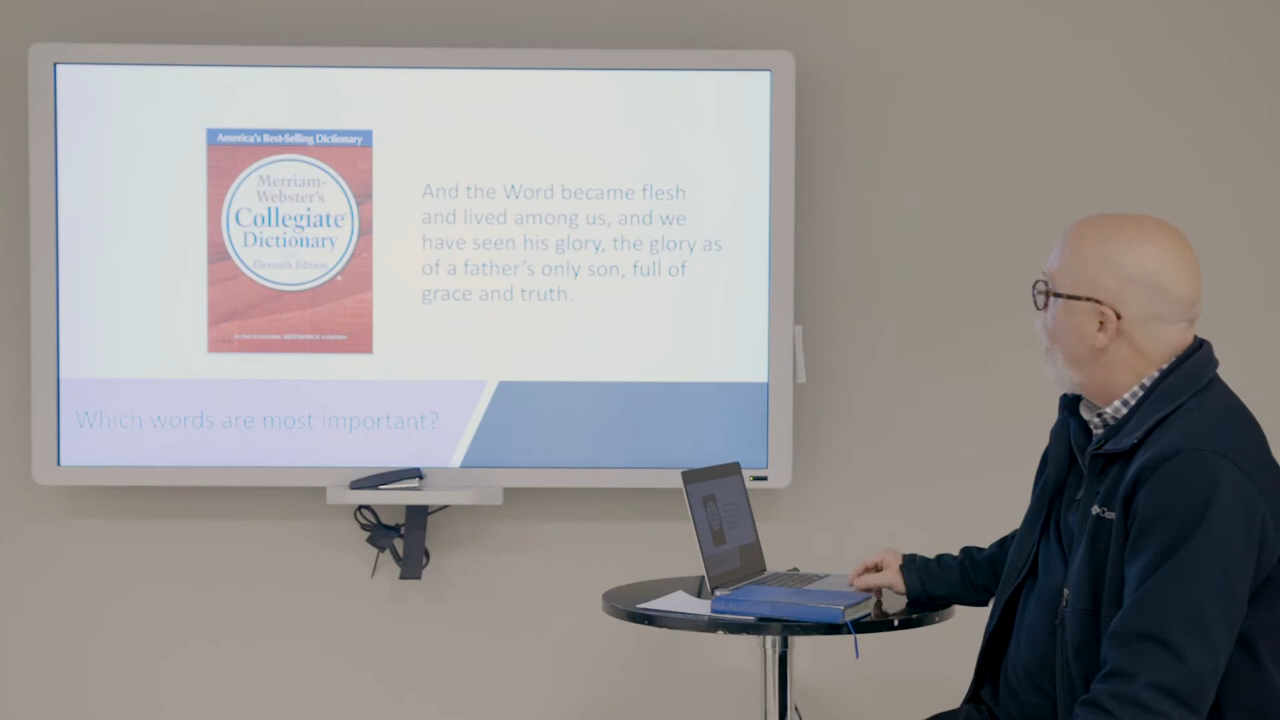 America's Best-Selling Dictionary
Merriam-
Webster's
Collegiate
Dictionary
Eleventh Edition
And the Word became flesh
and lived among us, and we
have seen his glory, the glory as
of a father's only son, full of
grace and truth.
Which words are most important?